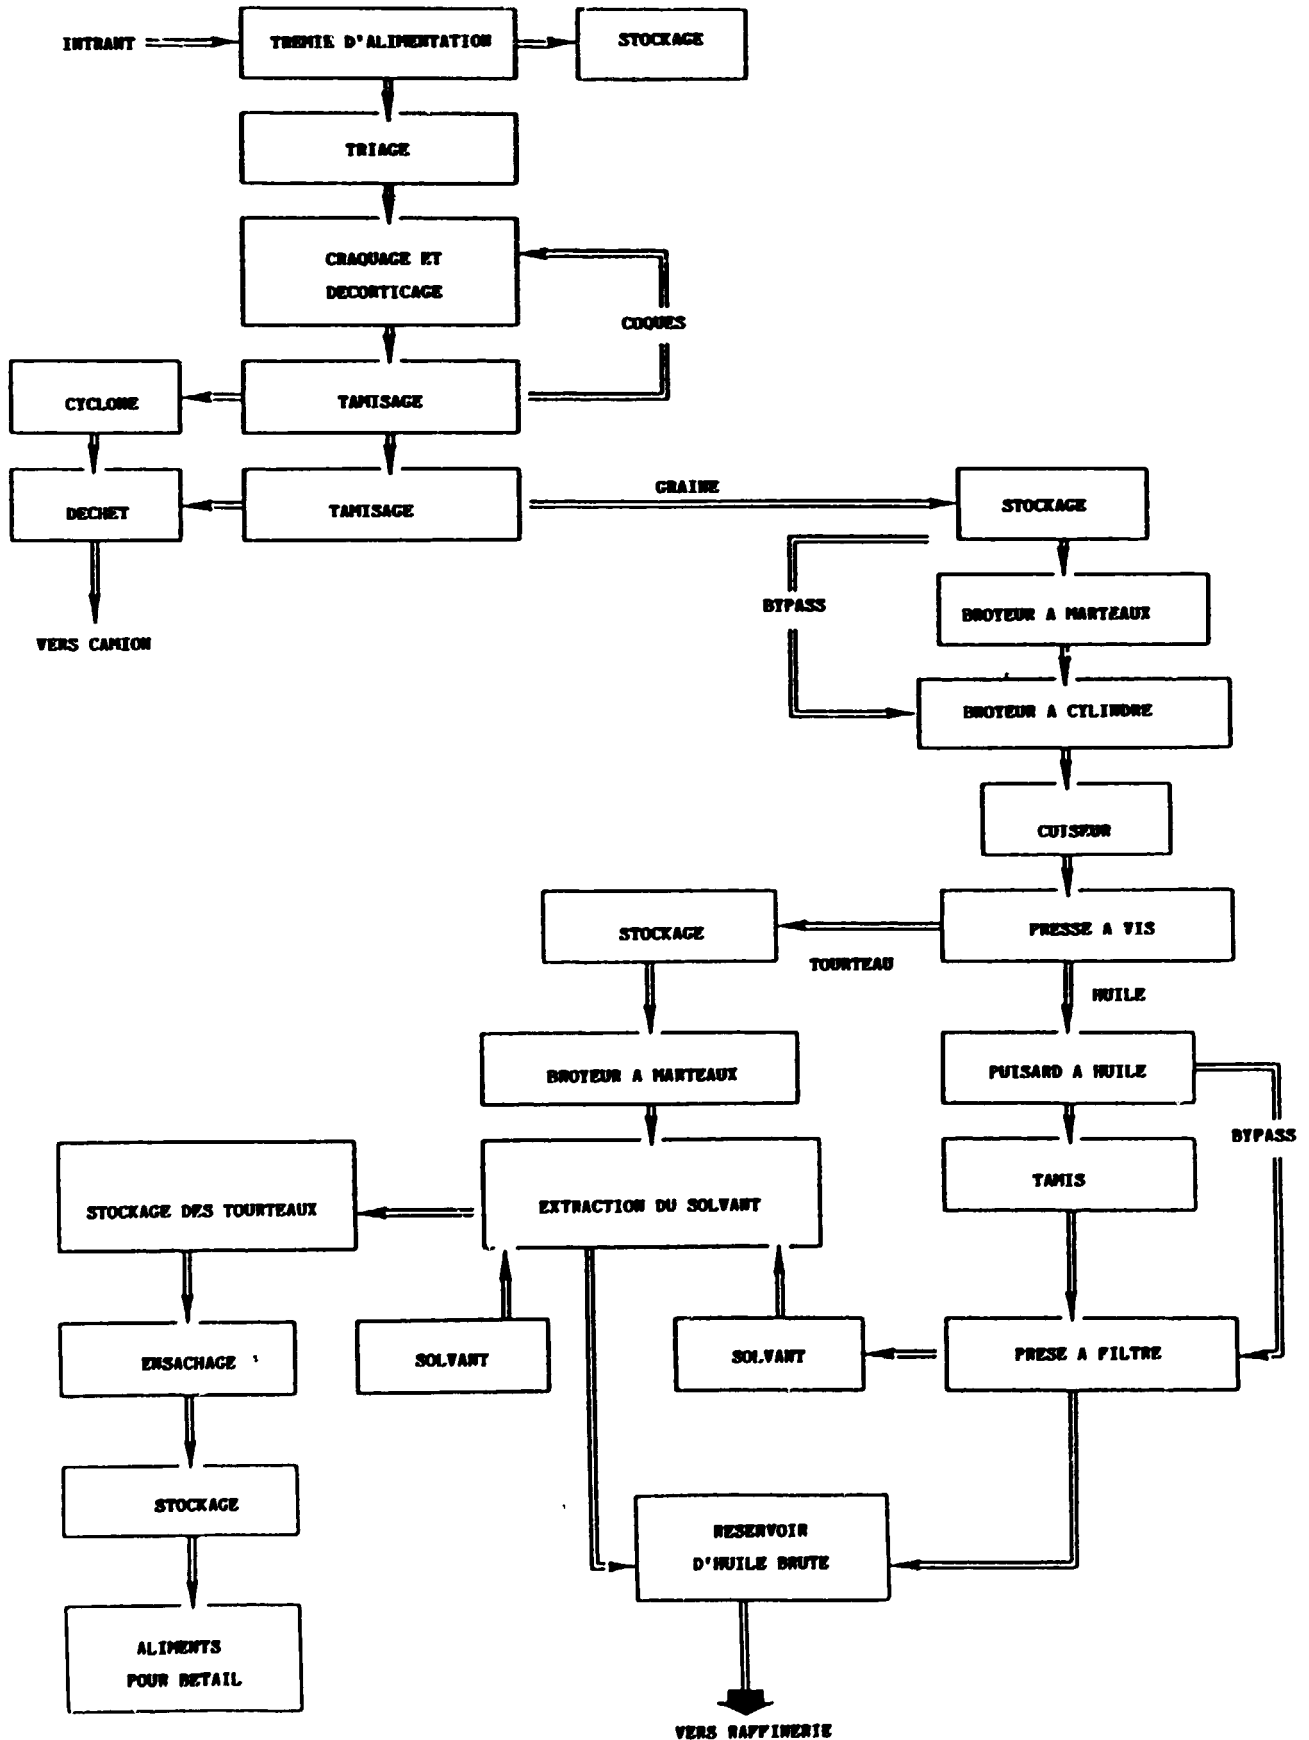 INTRANT
TREMIE D'ALIMENTATION
STOCKAGE
TRIAGE
CRAQUAGE ET
DECORTICAGE
COQUES
CYCLONE
TAMISAGE
DECHET
TAMISAGE
GRAINE
STOCKAGE
VERS CAMION
BYPASS
BROYEUR A MARTEAUX
BROYEUR A CYLINDRE
CUISEUR
STOCKAGE
TOURTEAU
PRESSE A VIS
HUILE
BROYEUR A MARTEAUX
PUISARD A HUILE
BYPASS
STOCKAGE DES TOURTEAUX
EXTRACTION DU SOLVANT
TAMIS
ENSACHAGE
SOLVANT
SOLVANT
PRESE A FILTRE
STOCKAGE
RESERVOIR
D'HUILE BRUTE
ALIMENTS
POUR BETAIL
VERS RAFFINERIE